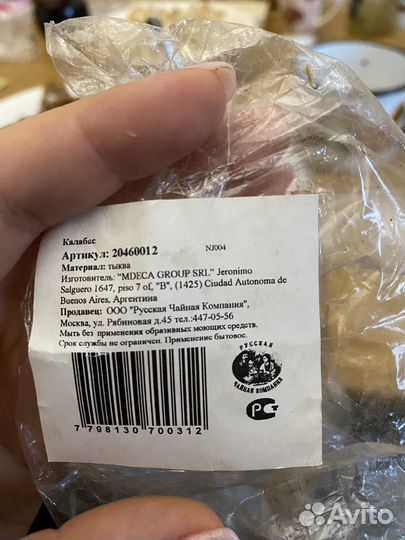 Калабас
Артикул: 20460012 NJ004
Материал: тыква
Изготовитель: "MDECA GROUP SRL" Jeronimo
Salguero 1647, piso 7 of, "B", (1425) Ciudad Autonoma de
Buenos Aires, Аргентина
Продавец: ООО "Русская Чайная Компания",
Москва, ул. Рябиновая д.45 тел.:447-05-56
Мыть без применения образивных моющих средств.
Срок службы не ограничен. Применение бытовое.
РУССКАЯ
ЧАЙНАЯ КОМПАНИЯ
РС
7 798130 700312
Avito